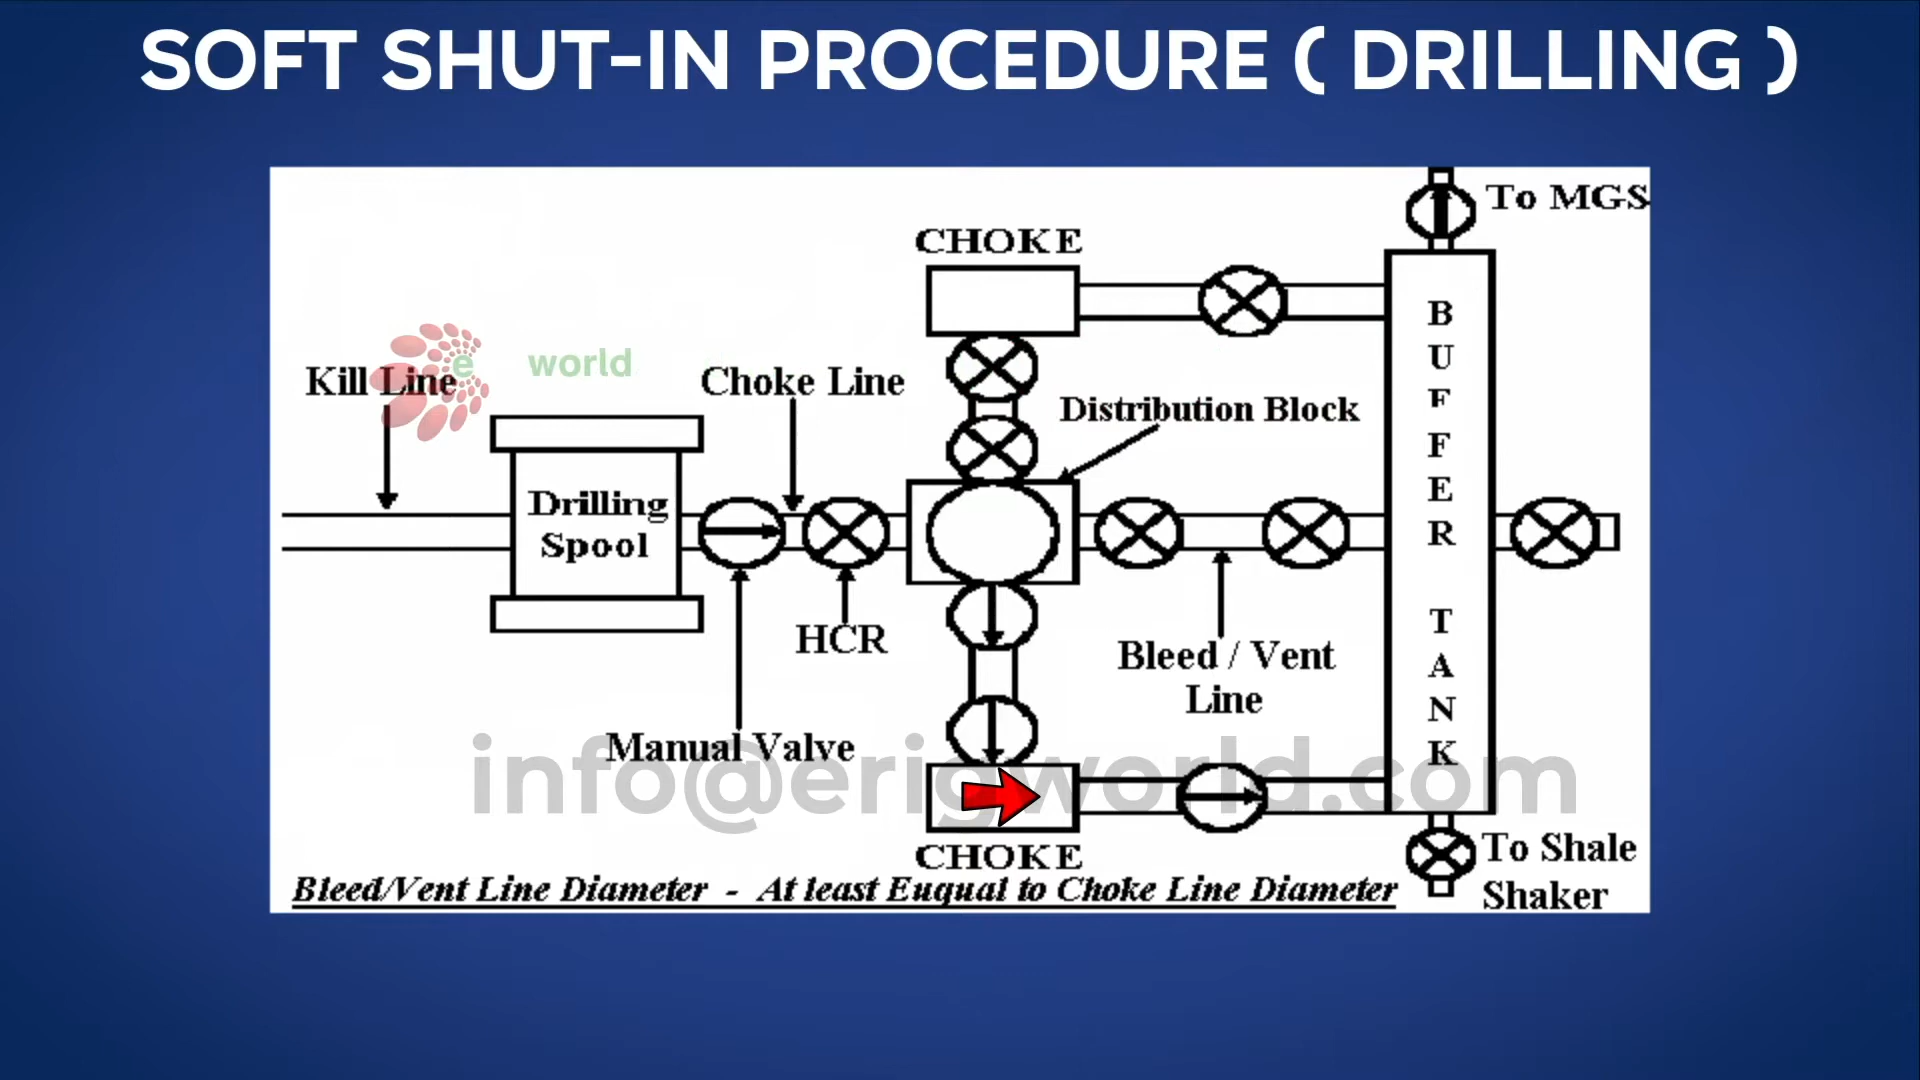 SOFT SHUT-IN PROCEDURE ( DRILLING )
To MGS
CHOKE
BUFFER TANK
e world
Kill Line
Choke Line
Distribution Block
Drilling
Spool
HCR
Bleed / Vent
Line
Manual Valve
info@erigworld.com
CHOKE
To Shale
Shaker
Bleed/Vent Line Diameter - At least Euqual to Choke Line Diameter